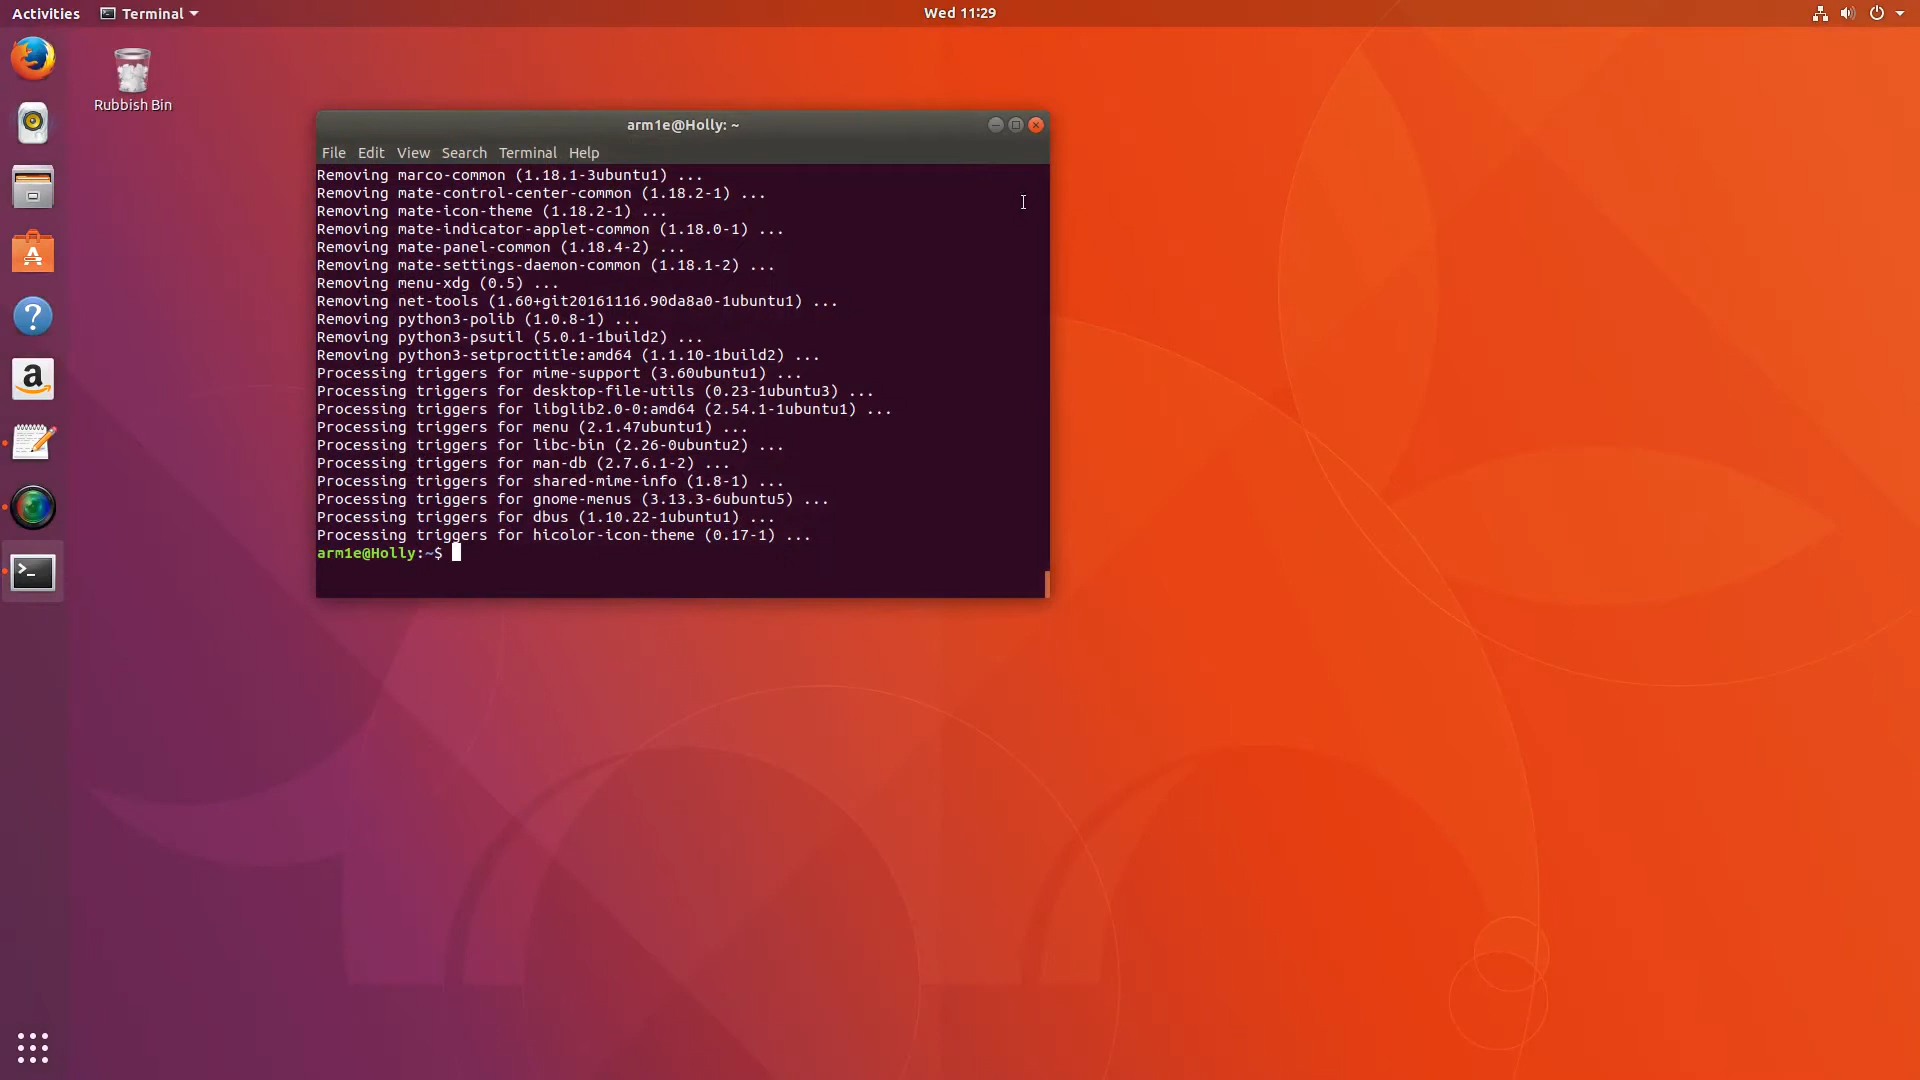 Activities Terminal Wed 11:29
Rubbish Bin
arm1e@Holly: ~
File Edit View Search Terminal Help
Removing marco-common (1.18.1-3ubuntu1) ...
Removing mate-control-center-common (1.18.2-1) ...
Removing mate-icon-theme (1.18.2-1) ...
Removing mate-indicator-applet-common (1.18.0-1) ...
Removing mate-panel-common (1.18.4-2) ...
Removing mate-settings-daemon-common (1.18.1-2) ...
Removing menu-xdg (0.5) ...
Removing net-tools (1.60+git20161116.90da8a0-1ubuntu1) ...
Removing python3-polib (1.0.8-1) ...
Removing python3-psutil (5.0.1-1build2) ...
Removing python3-setproctitle:amd64 (1.1.10-1build2) ...
Processing triggers for mime-support (3.60ubuntu1) ...
Processing triggers for desktop-file-utils (0.23-1ubuntu3) ...
Processing triggers for libglib2.0-0:amd64 (2.54.1-1ubuntu1) ...
Processing triggers for menu (2.1.47ubuntu1) ...
Processing triggers for libc-bin (2.26-0ubuntu2) ...
Processing triggers for man-db (2.7.6.1-2) ...
Processing triggers for shared-mime-info (1.8-1) ...
Processing triggers for gnome-menus (3.13.3-6ubuntu5) ...
Processing triggers for dbus (1.10.22-1ubuntu1) ...
Processing triggers for hicolor-icon-theme (0.17-1) ...
arm1e@Holly:~$